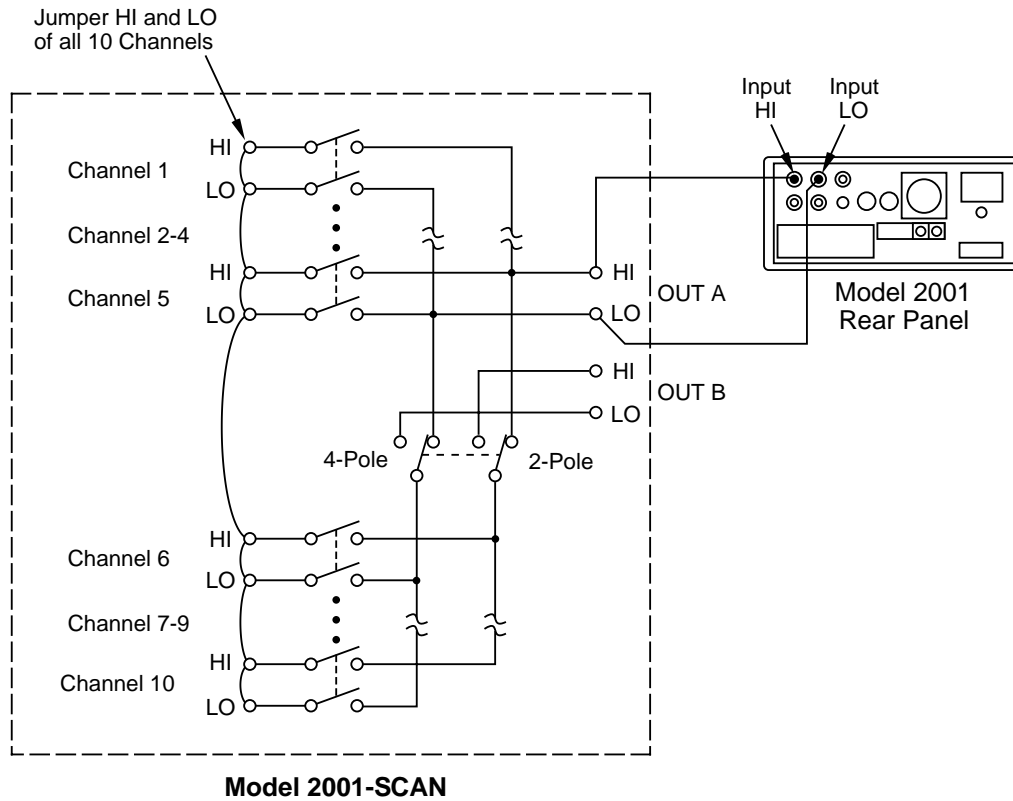 Jumper HI and LO
of all 10 Channels
Input
HI
Input
LO
HI
Channel 1
LO
Channel 2-4
HI
Channel 5
LO
HI
OUT A
LO
HI
OUT B
LO
Model 2001
Rear Panel
4-Pole
2-Pole
HI
Channel 6
LO
Channel 7-9
HI
Channel 10
LO
Model 2001-SCAN